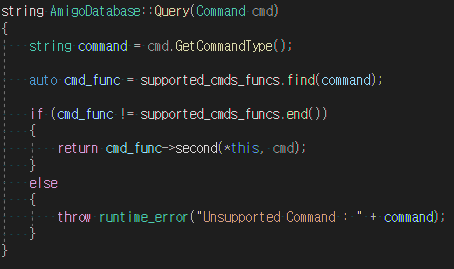 string AmigoDatabase::Query(Command cmd)
{
string command = cmd.GetCommandType();
auto cmd_func = supported_cmds_funcs.find(command);
if (cmd_func != supported_cmds_funcs.end())
{
return cmd_func->second(*this, cmd);
}
else
{
throw runtime_error("Unsupported Command : " + command);
}
}